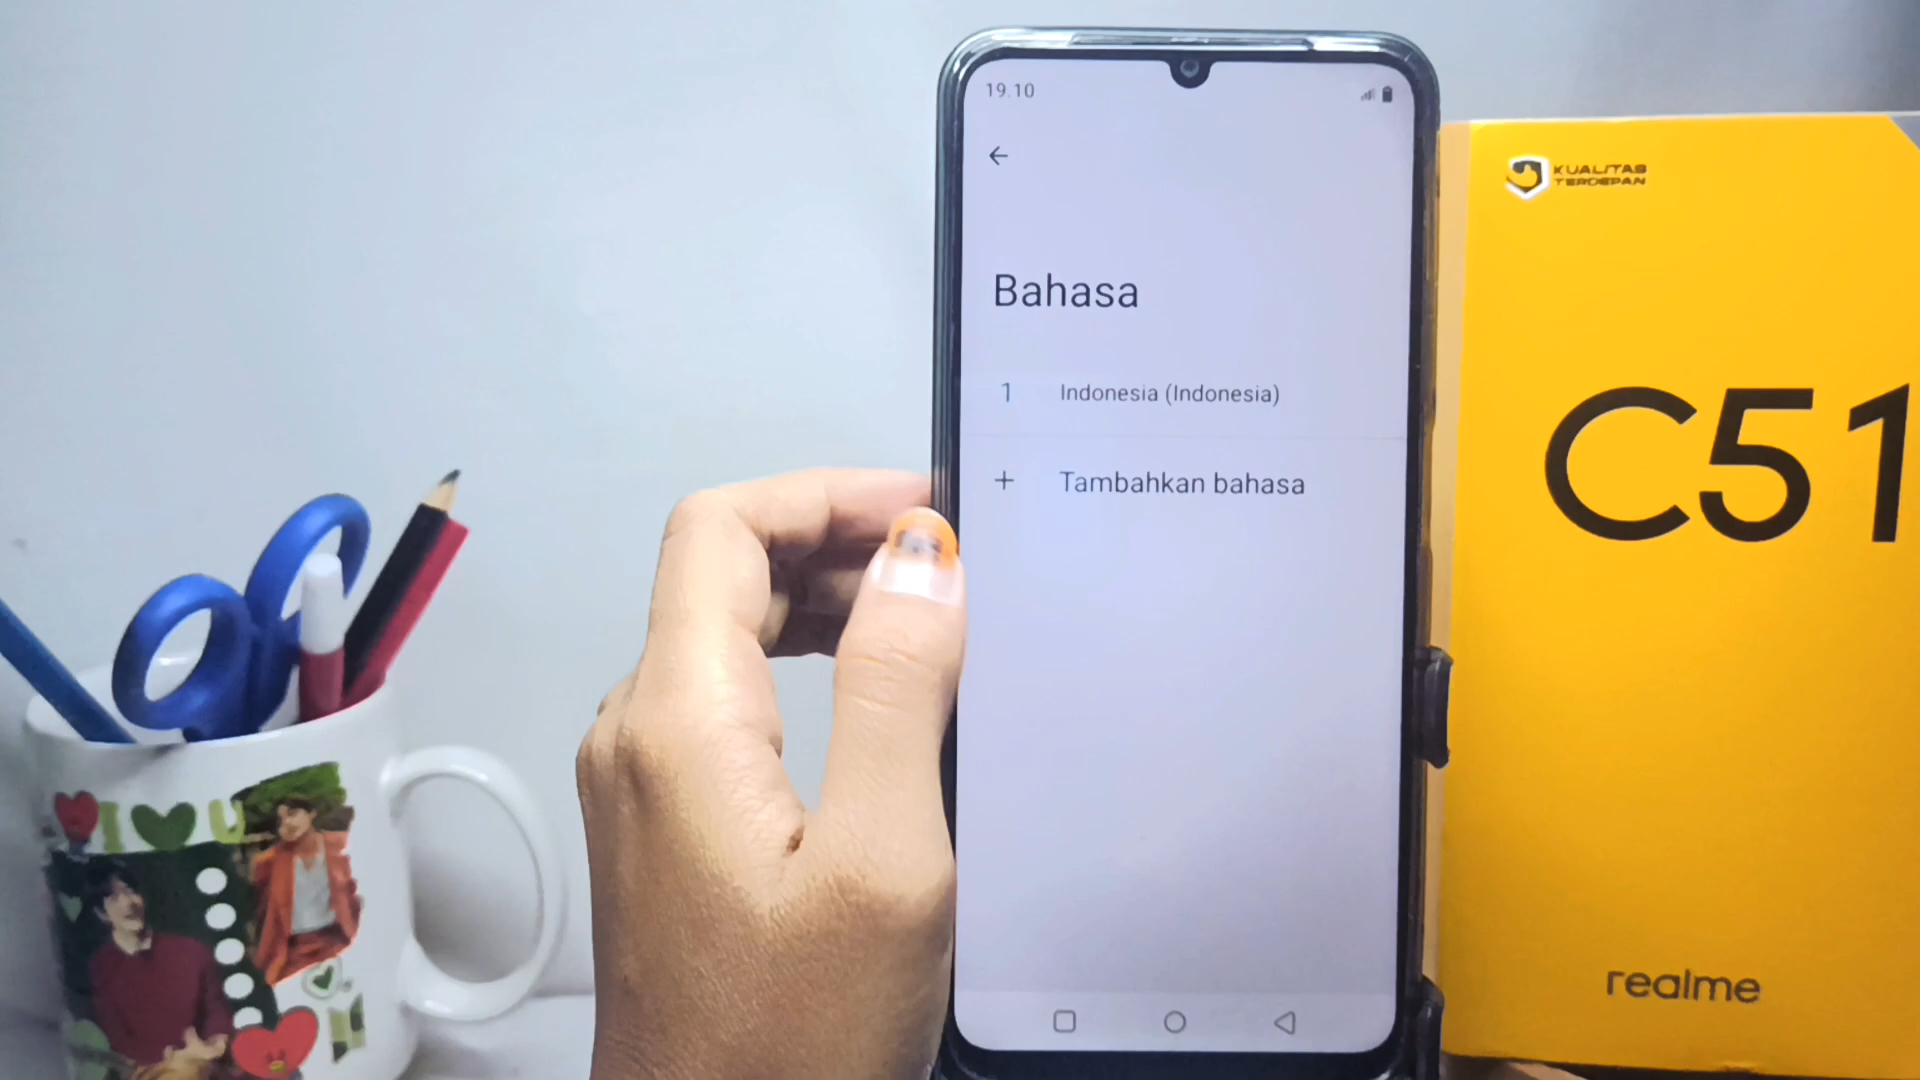 19.10
Bahasa
1 Indonesia (Indonesia)
+ Tambahkan bahasa
KUALITAS
TERDEPAN
C51
realme
I U